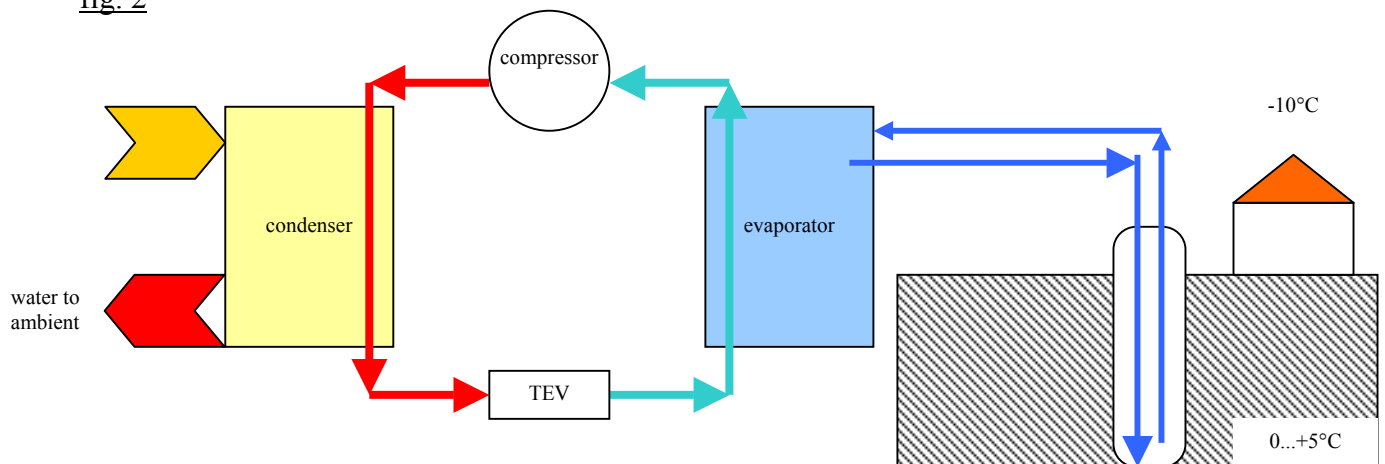 fig. 2
compressor
-10°C
condenser
evaporator
water to
ambient
TEV
0...+5°C